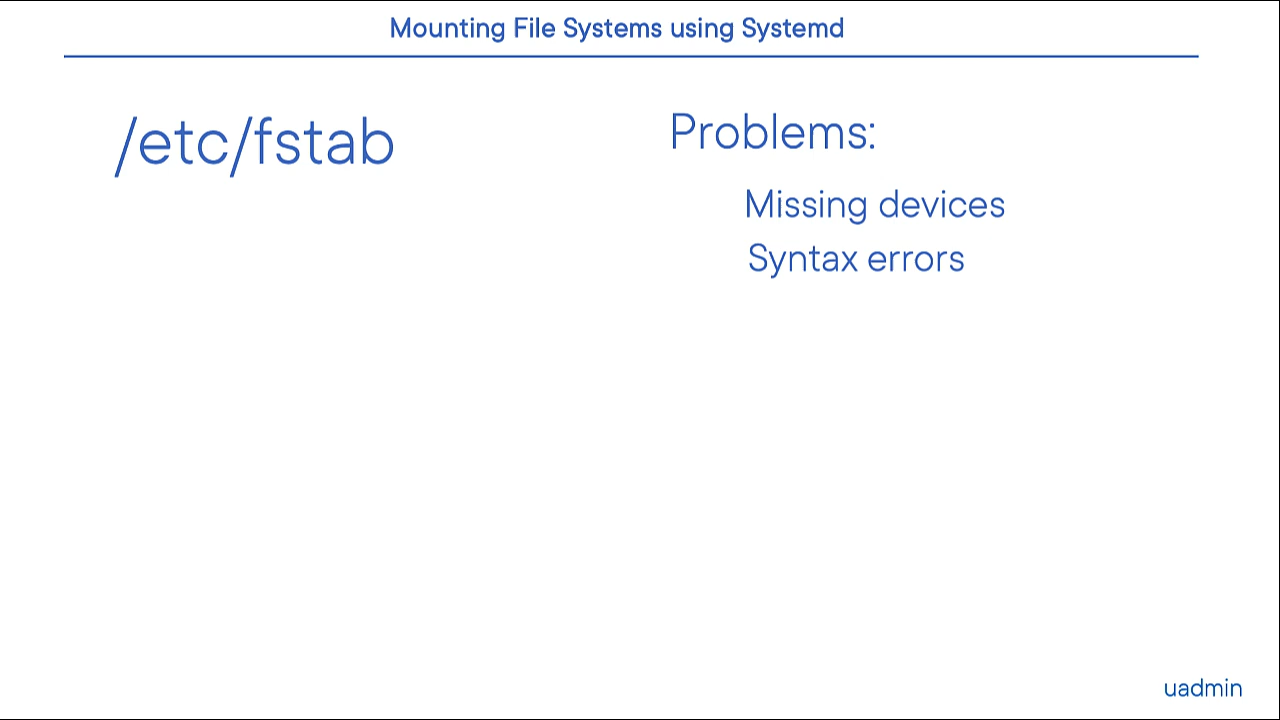 Mounting File Systems using Systemd
/etc/fstab
Problems:
Missing devices
Syntax errors
uadmin